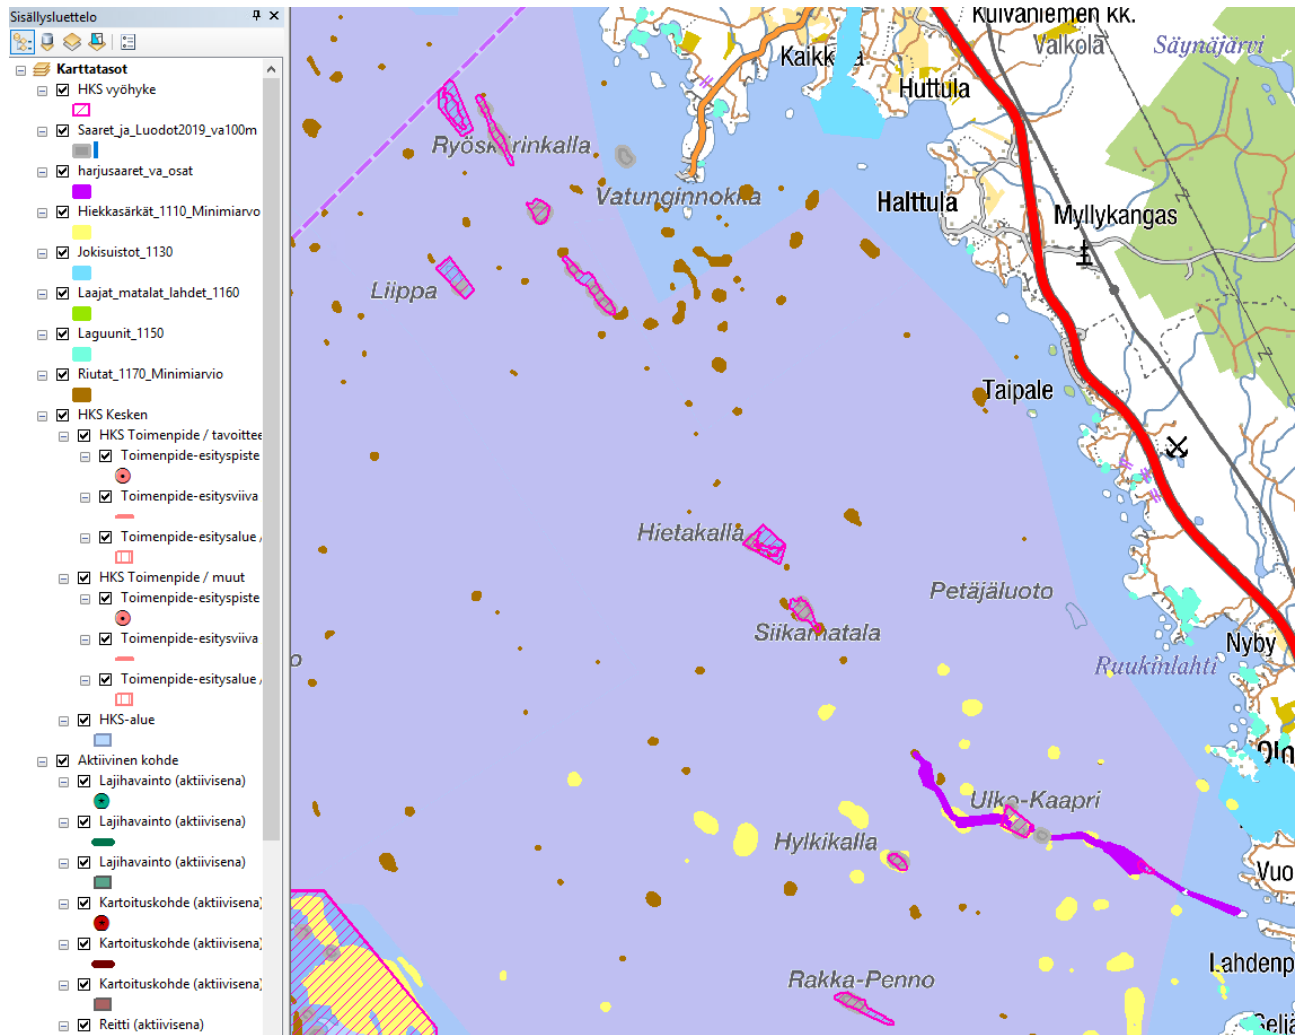 Sisällysluettelo
Karttatasot
HKS vyöhyke
Saaret_ja_Luodot2019_va100m
harjusaaret_va_osat
Hiekkasärkät_1110_Minimiarvo
Jokisuistot_1130
Laajat_matalat_lahdet_1160
Laguunit_1150
Riutat_1170_Minimiarvio
HKS Kesken
HKS Toimenpide / tavoittee
Toimenpide-esityspiste
Toimenpide-esitysviiva
Toimenpide-esitysalue /
HKS Toimenpide / muut
Toimenpide-esityspiste
Toimenpide-esitysviiva
Toimenpide-esitysalue /
HKS-alue
Aktiivinen kohde
Lajihavainto (aktiivisena)
Lajihavainto (aktiivisena)
Lajihavainto (aktiivisena)
Kartoituskohde (aktiivisena)
Kartoituskohde (aktiivisena)
Kartoituskohde (aktiivisena)
Reitti (aktiivisena)
Kuivaniemen kk.
Valkola
Säynäjärvi
Huttula
Ryöskärinkalla
Vatunginnokka
Halttula
Myllykangas
Liippa
Taipale
Hietakalla
Petäjäluoto
Siikamatala
Nyby
Ruukinlahti
Ulko-Kaapri
Hylkikalla
Vuo
Lahdenp
Rakka-Penno
Selja